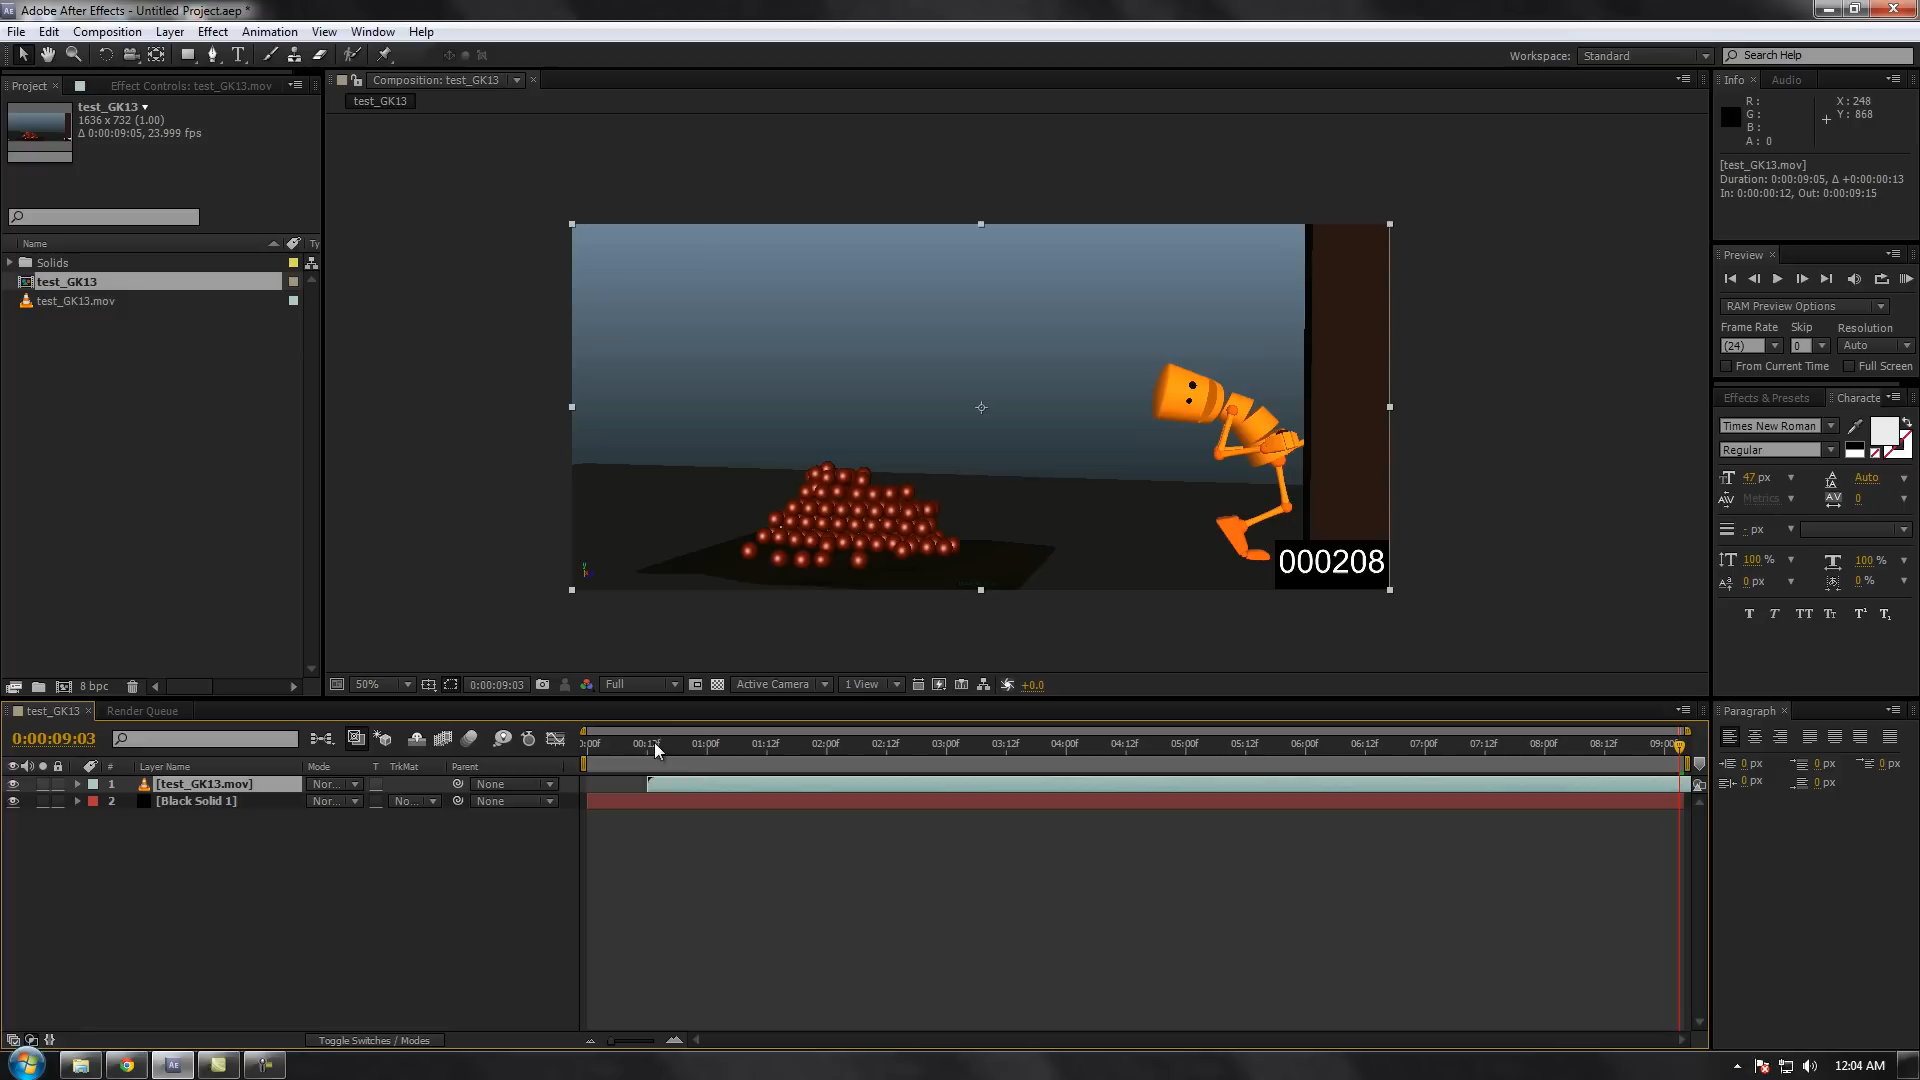 Adobe After Effects - Untitled Project.aep *
File Edit Composition Layer Effect Animation View Window Help
Workspace: Standard Search Help
Project Effect Controls: test_GK13.mov
Composition: test_GK13
test_GK13
Info Audio
test_GK13
1636 x 732 (1.00)
Δ 0:00:09:05, 23.999 fps
R :
G :
B :
A : 0
X : 248
Y : 868
[test_GK13.mov]
Duration: 0:00:09:05, Δ +0:00:00:13
In: 0:00:00:12, Out: 0:00:09:15
Name Ty
Solids
test_GK13
test_GK13.mov
Preview
RAM Preview Options
Frame Rate Skip Resolution
(24) 0 Auto
From Current Time Full Screen
Effects & Presets Characte
Times New Roman
Regular
47 px Auto
Metrics 0
- px
100 % 100 %
0 px 0 %
T T TT Tt T¹ T₁
000208
8 bpc
50% 0:00:09:03 Full Active Camera 1 View +0.0
test_GK13 Render Queue
0:00:09:03
):00f 00:12f 01:00f 01:12f 02:00f 02:12f 03:00f 03:12f 04:00f 04:12f 05:00f 05:12f 06:00f 06:12f 07:00f 07:12f 08:00f 08:12f 09:00f
# Layer Name Mode T TrkMat Parent
1 [test_GK13.mov] Nor... None
2 [Black Solid 1] Nor... No... None
Paragraph
0 px 0 px 0 px
0 px 0 px
Toggle Switches / Modes
Ae
12:04 AM